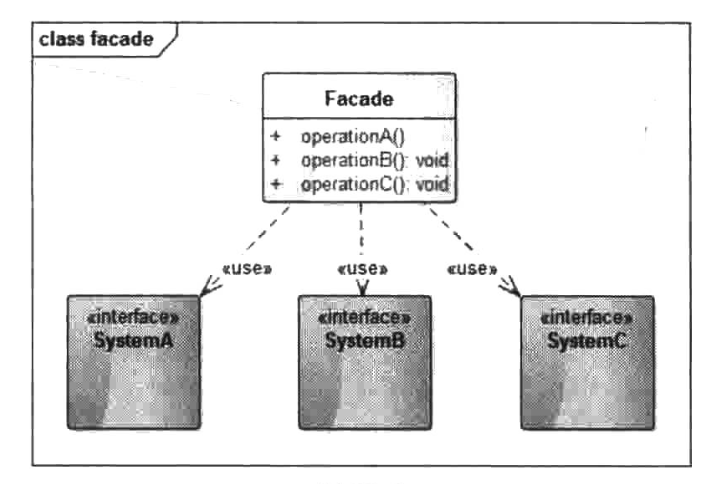 class facade
Facade
+ operationA()
+ operationB(): void
+ operationC(): void
«use» «use» «use»
«interface» «interface» «interface»
SystemA SystemB SystemC